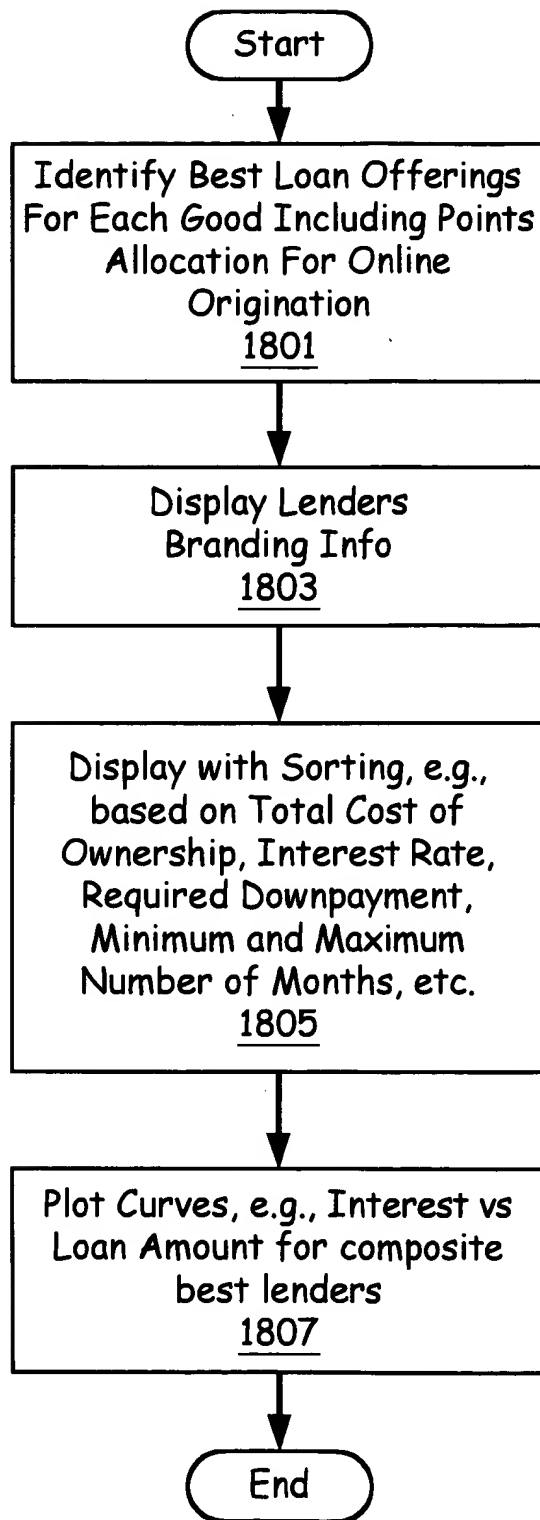 Start
Identify Best Loan Offerings
For Each Good Including Points
Allocation For Online
Origination
1801
Display Lenders
Branding Info
1803
Display with Sorting, e.g.,
based on Total Cost of
Ownership, Interest Rate,
Required Downpayment,
Minimum and Maximum
Number of Months, etc.
1805
Plot Curves, e.g., Interest vs
Loan Amount for composite
best lenders
1807
End